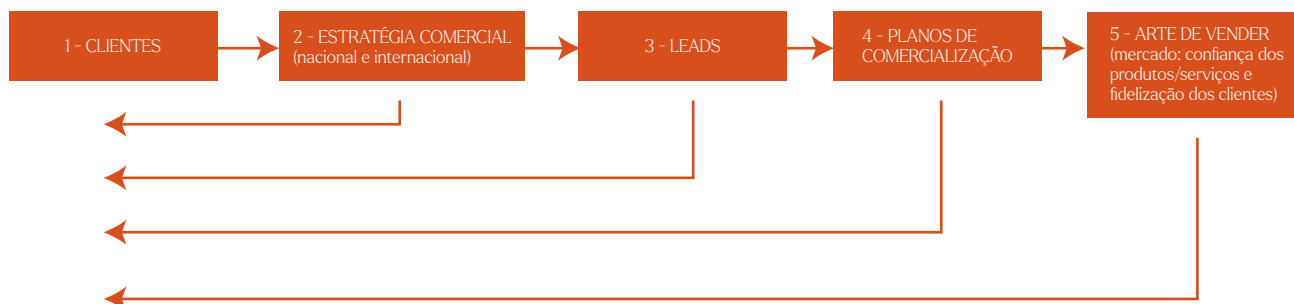 1 - CLIENTES
2 - ESTRATÉGIA COMERCIAL
(nacional e internacional)
3 - LEADS
4 - PLANOS DE
COMERCIALIZAÇÃO
5 - ARTE DE VENDER
(mercado: confiança dos
produtos/serviços e
fidelização dos clientes)